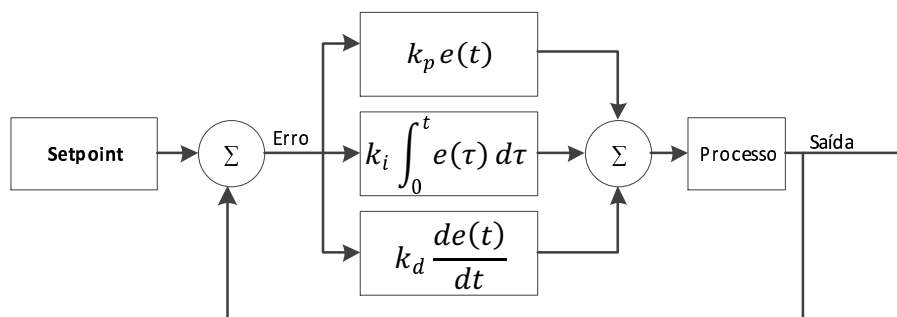 k_p e(t)
Setpoint
Σ
Erro
k_i ∫_0^t e(τ) dτ
Σ
Processo
Saída
k_d de(t)/dt